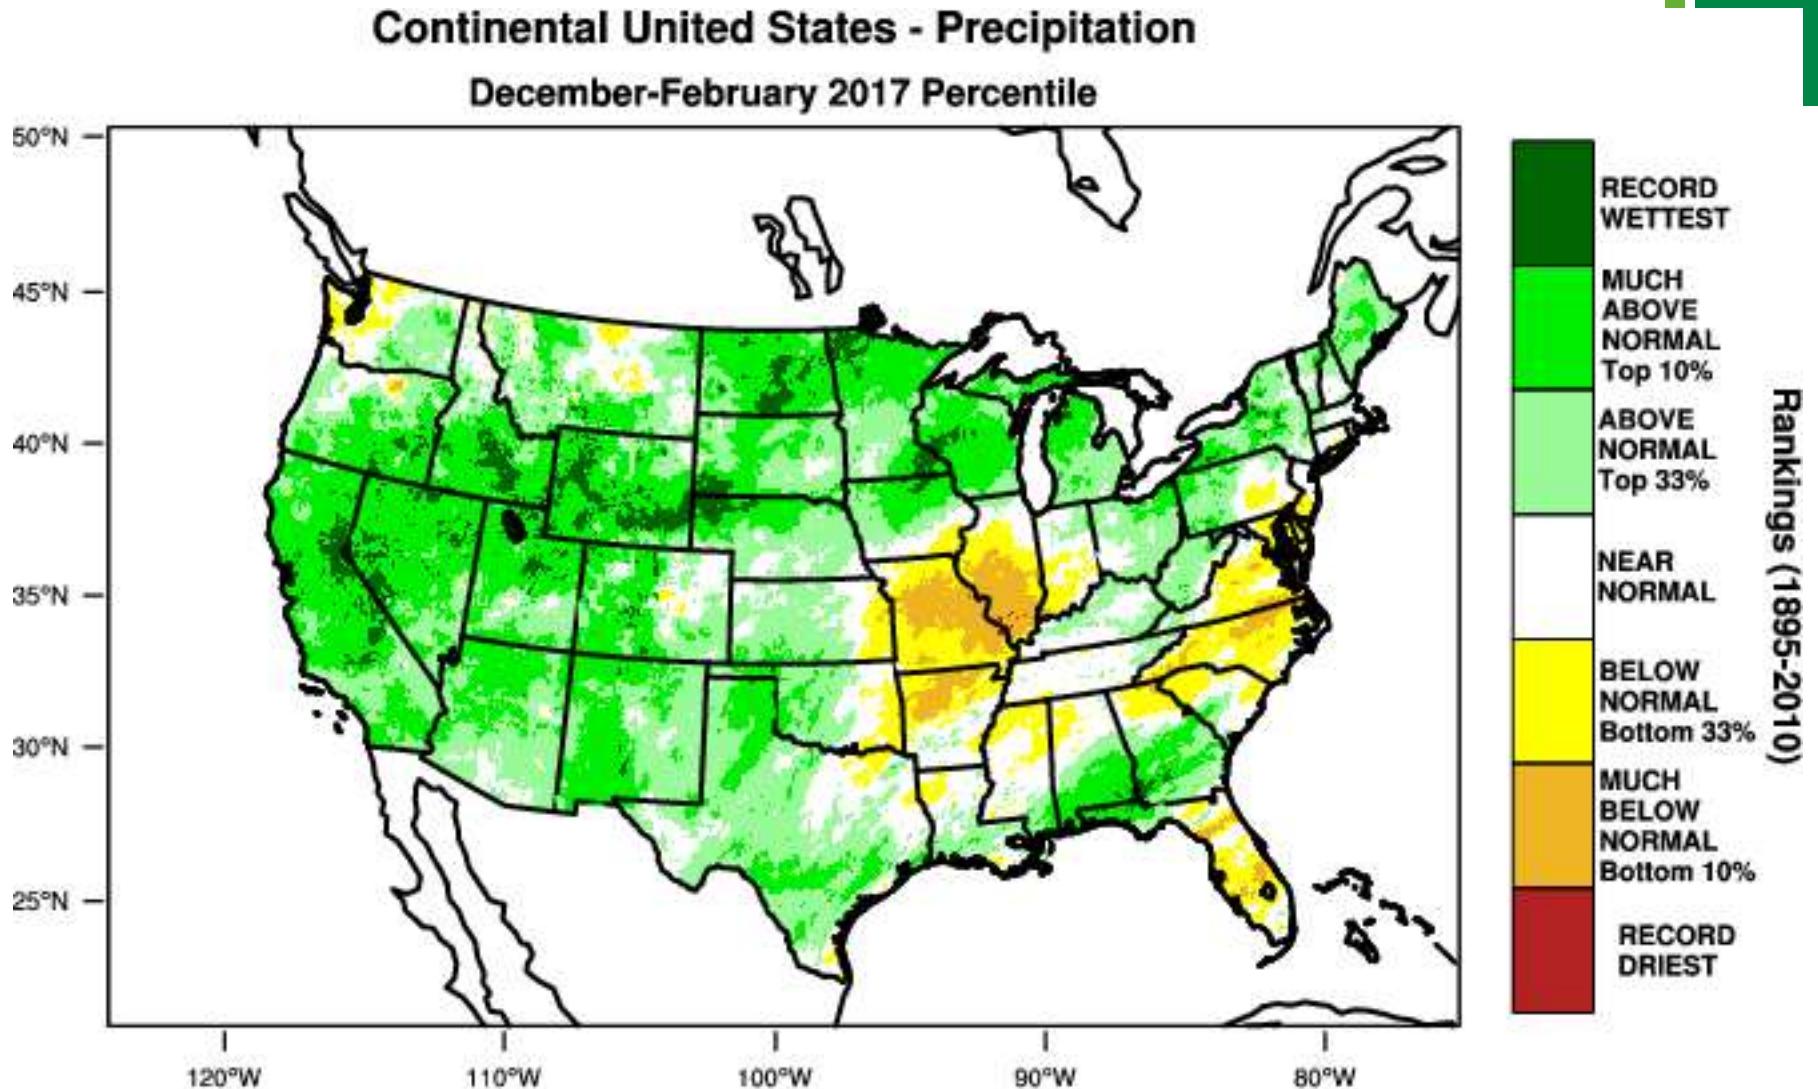 Continental United States - Precipitation
December-February 2017 Percentile
50°N
45°N
40°N
35°N
30°N
25°N
120°W
110°W
100°W
90°W
80°W
RECORD
WETTEST
MUCH
ABOVE
NORMAL
Top 10%
ABOVE
NORMAL
Top 33%
NEAR
NORMAL
BELOW
NORMAL
Bottom 33%
MUCH
BELOW
NORMAL
Bottom 10%
RECORD
DRIEST
Rankings (1895-2010)